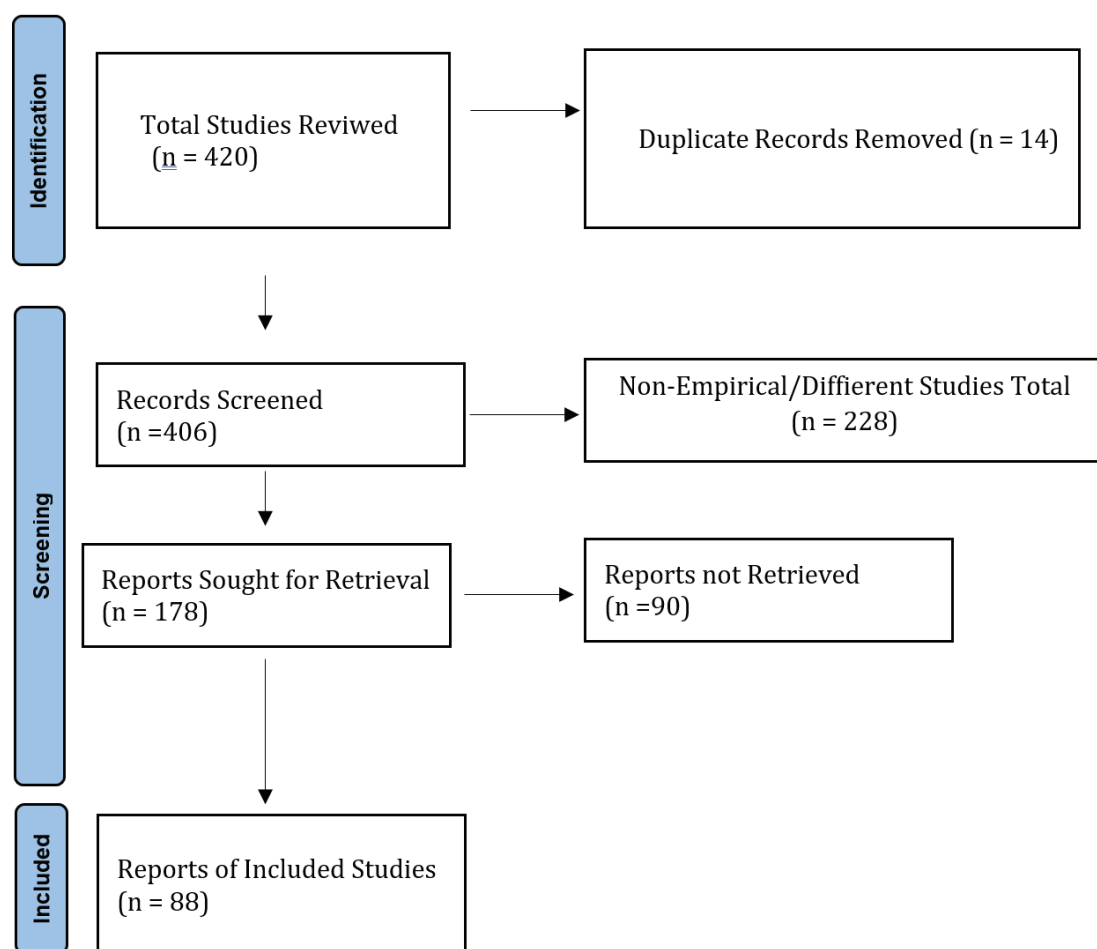 Identification
Total Studies Reviwed
(n = 420)
Duplicate Records Removed (n = 14)
Screening
Records Screened
(n =406)
Non-Empirical/Diffierent Studies Total
(n = 228)
Reports Sought for Retrieval
(n = 178)
Reports not Retrieved
(n =90)
Included
Reports of Included Studies
(n = 88)